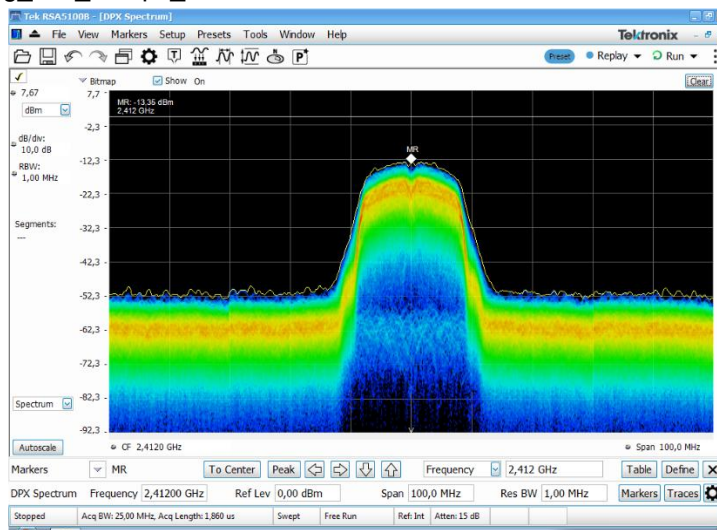 Tek RSA5100B - [DPX Spectrum]
File View Markers Setup Presets Tools Window Help
Tektronix
Preset Replay Run
Bitmap Show On Clear
7,67
dBm
dB/div:
10,0 dB
RBW:
1,00 MHz
Segments:
---
Spectrum
Autoscale
7,7
-2,3
-12,3
-22,3
-32,3
-42,3
-52,3
-62,3
-72,3
-82,3
-92,3
MR: -13,35 dBm
2,412 GHz
MR
CF 2,4120 GHz Span 100,0 MHz
Markers MR To Center Peak Frequency 2,412 GHz Table Define X
DPX Spectrum Frequency 2,41200 GHz Ref Lev 0,00 dBm Span 100,0 MHz Res BW 1,00 MHz Markers Traces
Stopped Acq BW: 25,00 MHz, Acq Length: 1,860 us Swept Free Run Ref: Int Atten: 15 dB